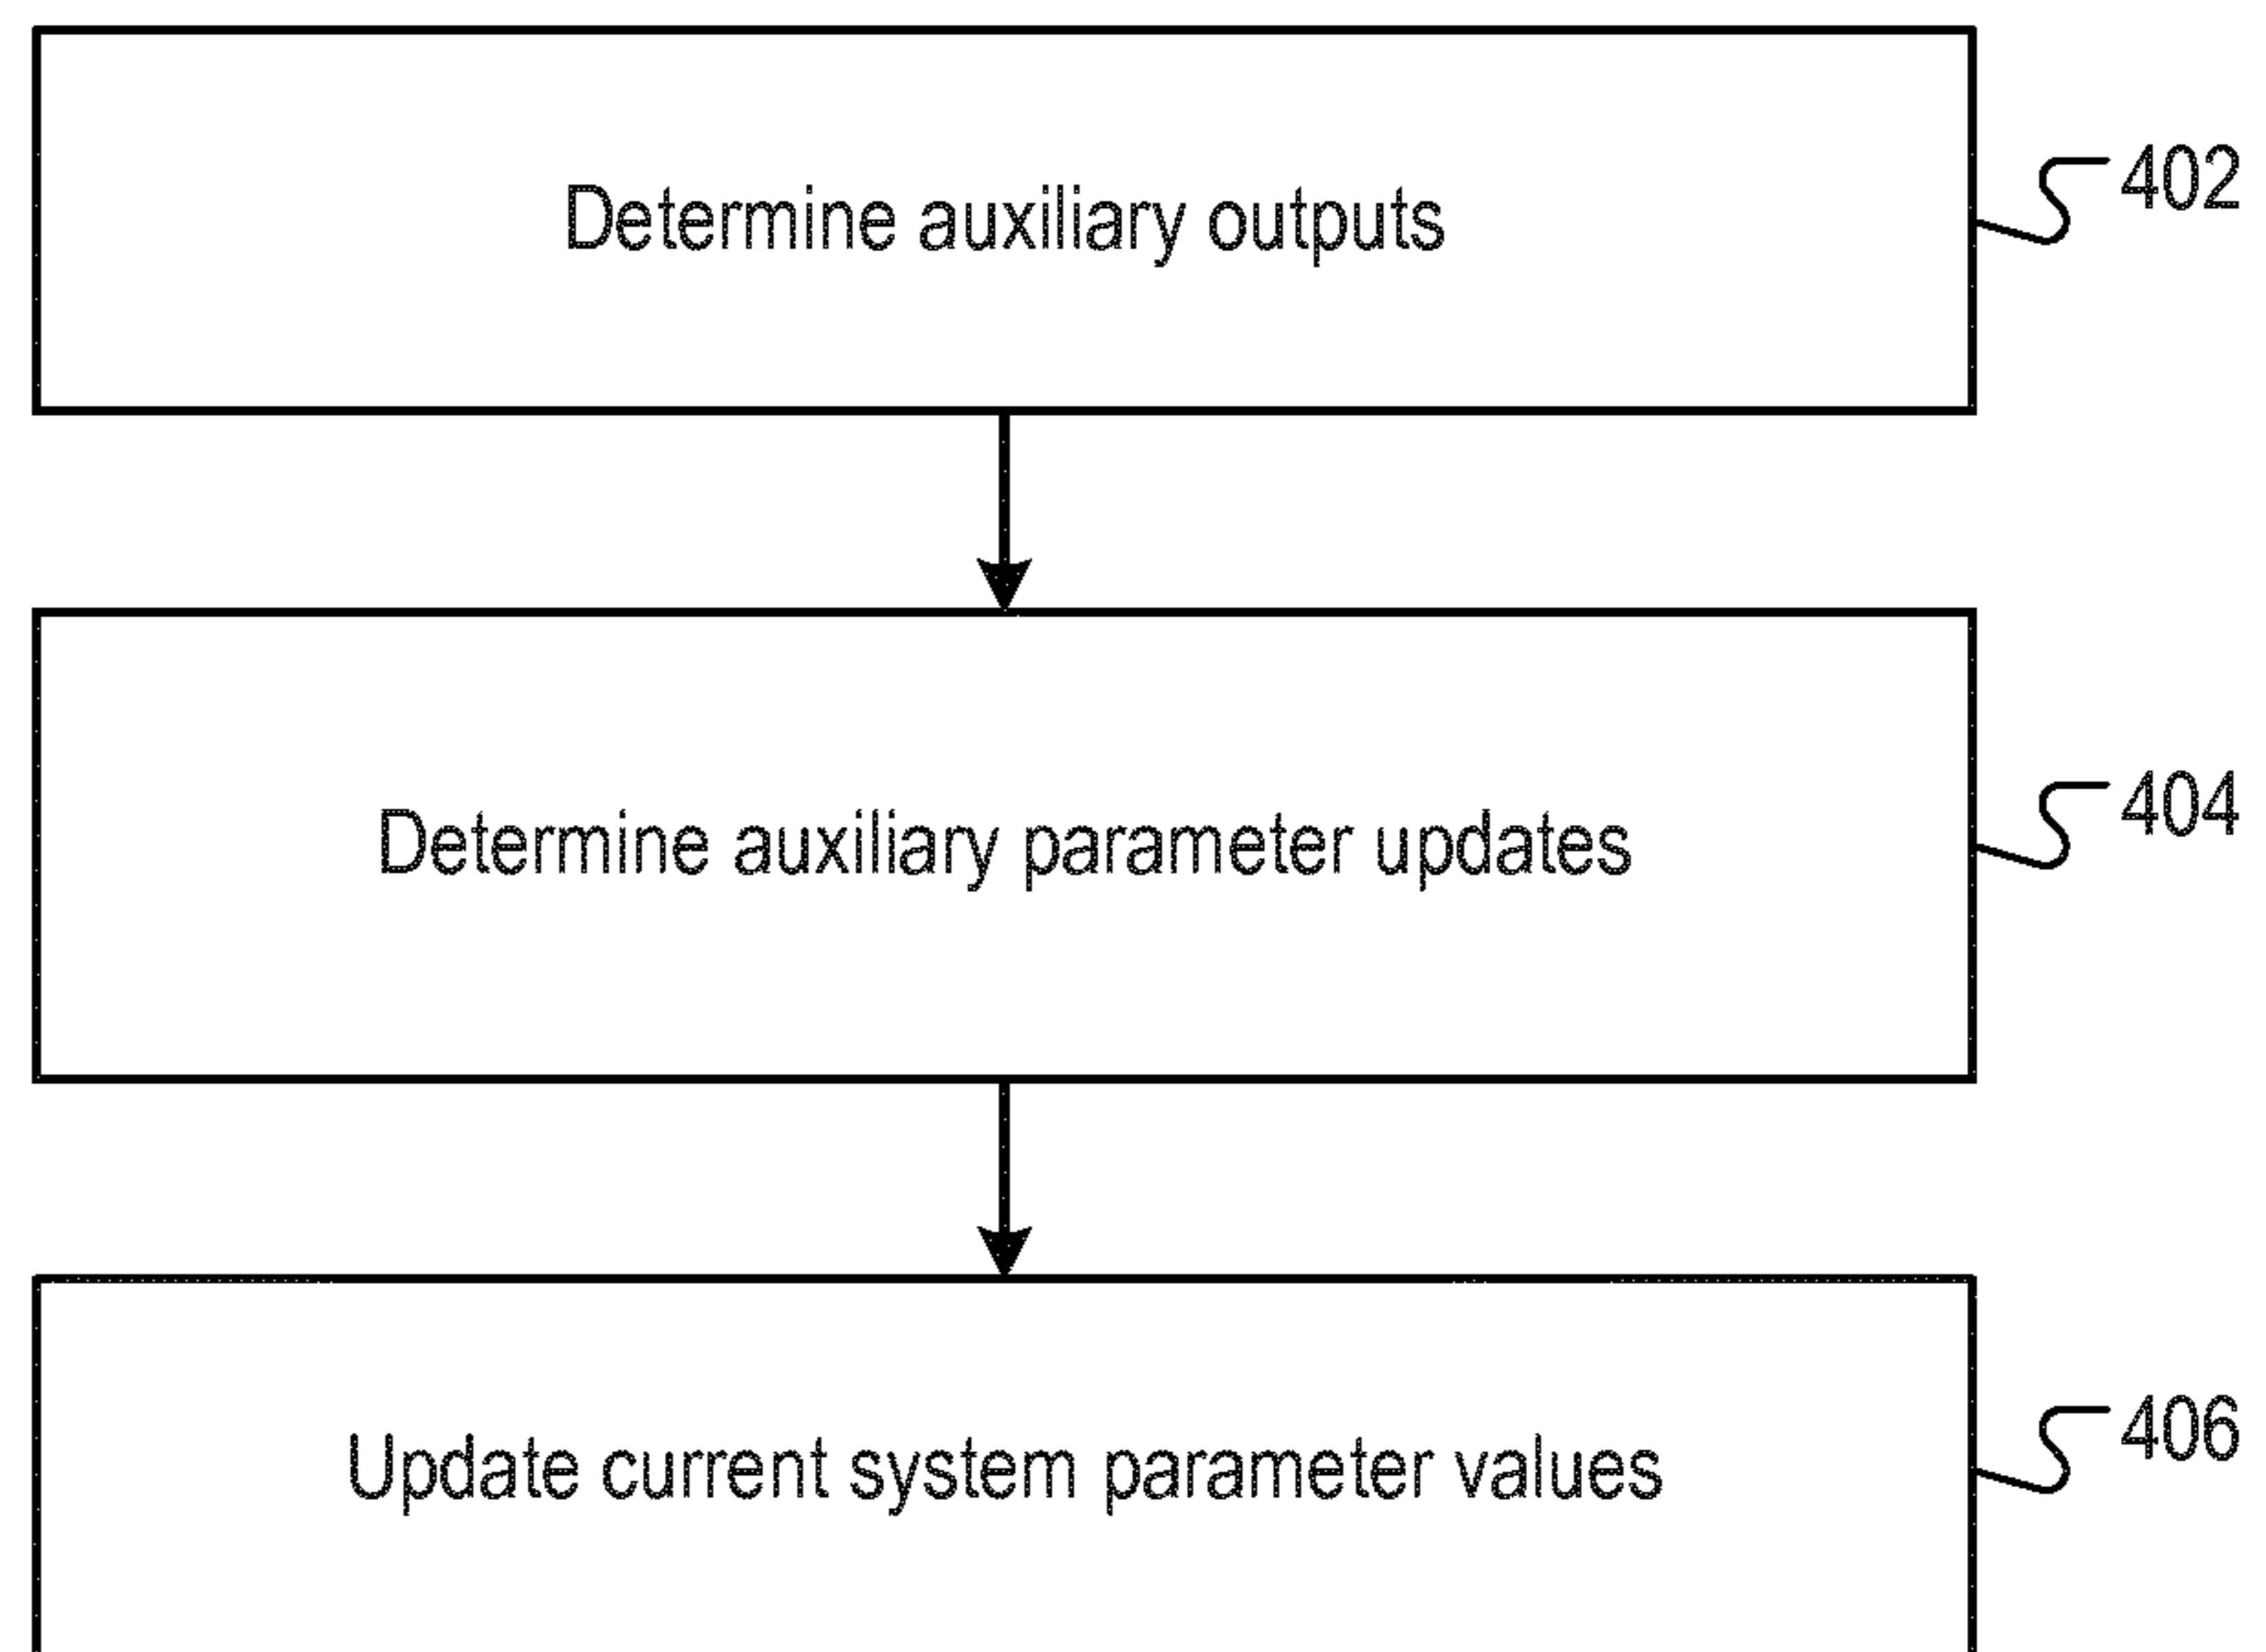 Determine auxiliary outputs
402
Determine auxiliary parameter updates
404
Update current system parameter values
406